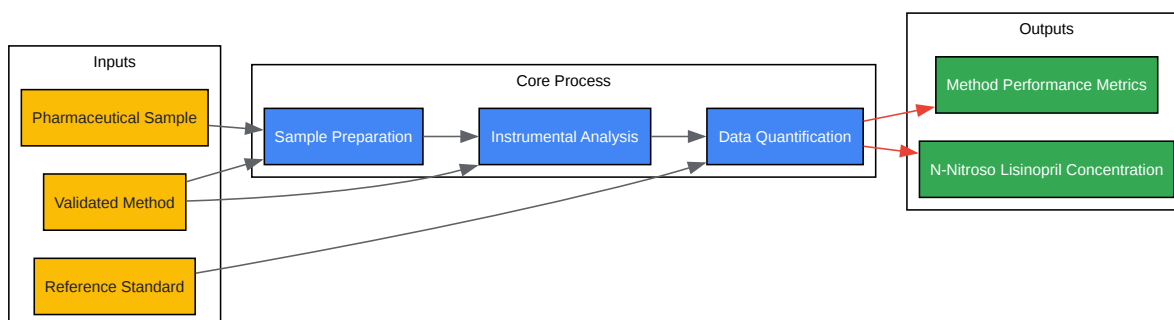 Inputs
Pharmaceutical Sample
Validated Method
Reference Standard
Core Process
Sample Preparation
Instrumental Analysis
Data Quantification
Outputs
Method Performance Metrics
N-Nitroso Lisinopril Concentration